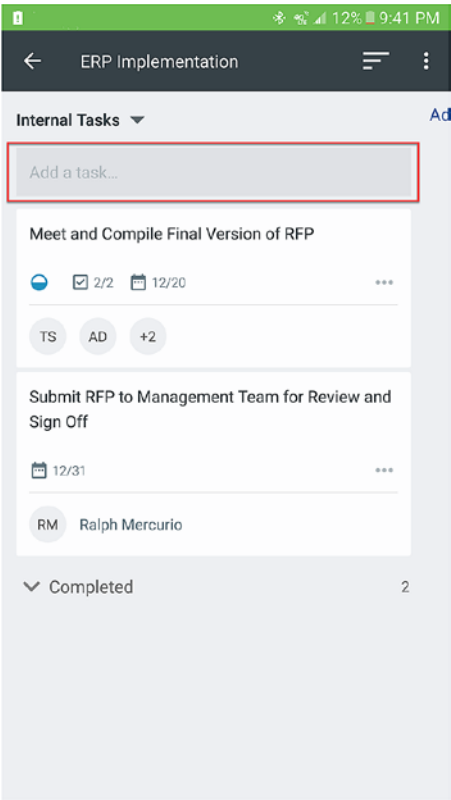 12% 9:41 PM
ERP Implementation
Internal Tasks
Ad
Add a task...
Meet and Compile Final Version of RFP
2/2 12/20
TS AD +2
Submit RFP to Management Team for Review and
Sign Off
12/31
RM Ralph Mercurio
Completed 2